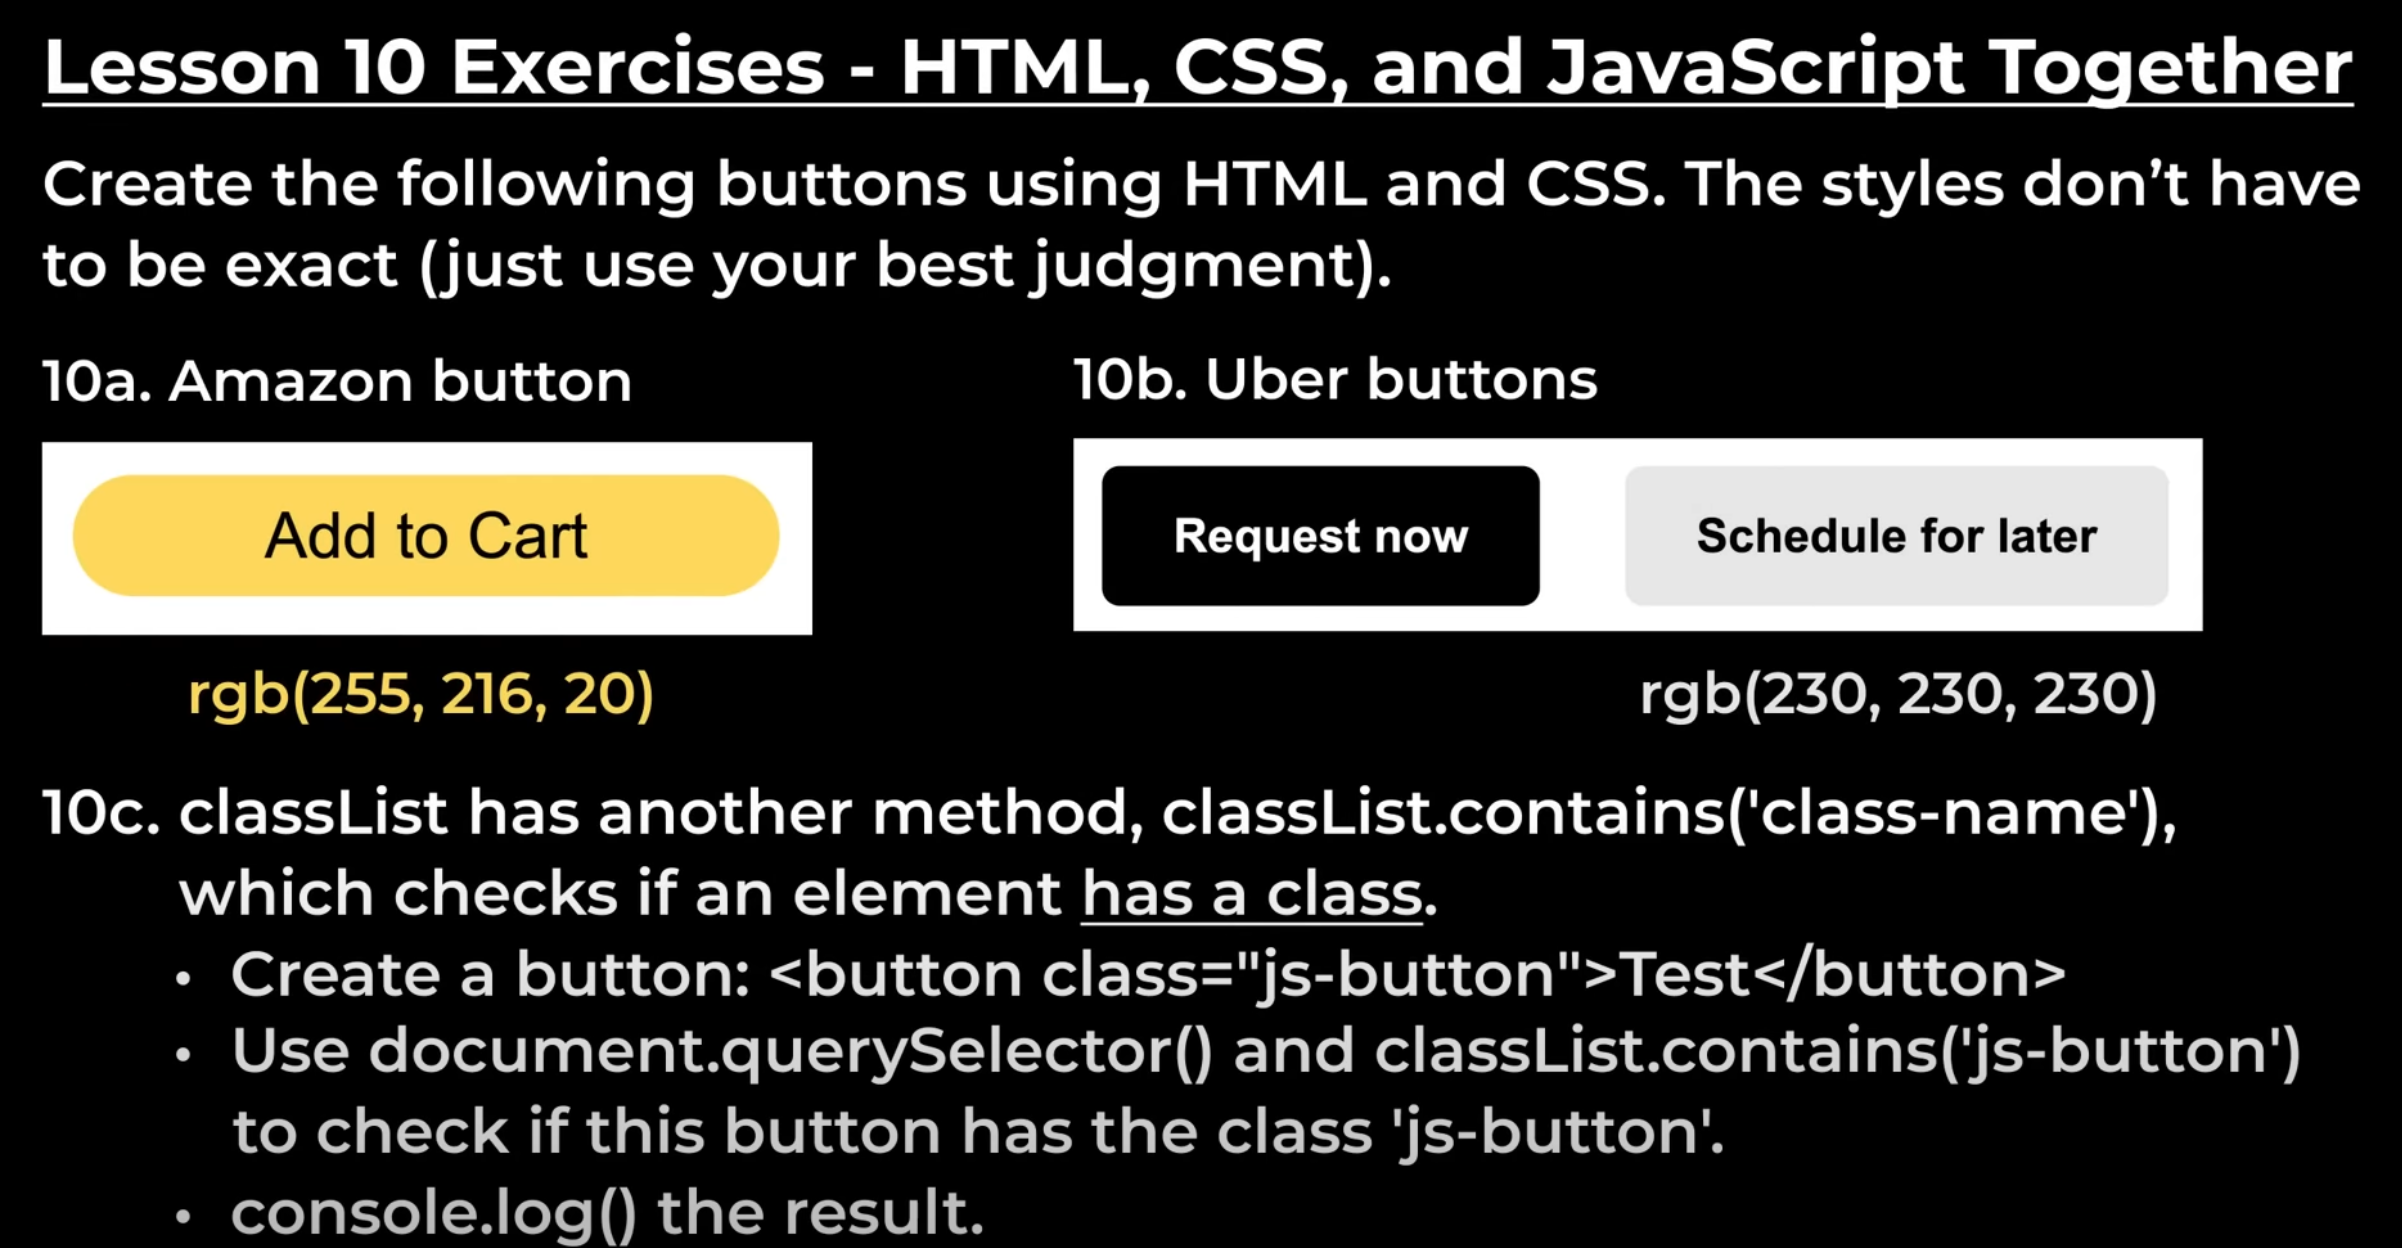 Lesson 10 Exercises - HTML, CSS, and JavaScript Together
Create the following buttons using HTML and CSS. The styles don’t have
to be exact (just use your best judgment).
10a. Amazon button
Add to Cart
rgb(255, 216, 20)
10b. Uber buttons
Request now
Schedule for later
rgb(230, 230, 230)
10c. classList has another method, classList.contains('class-name'),
which checks if an element has a class.
• Create a button: <button class="js-button">Test</button>
• Use document.querySelector() and classList.contains('js-button')
to check if this button has the class 'js-button'.
• console.log() the result.